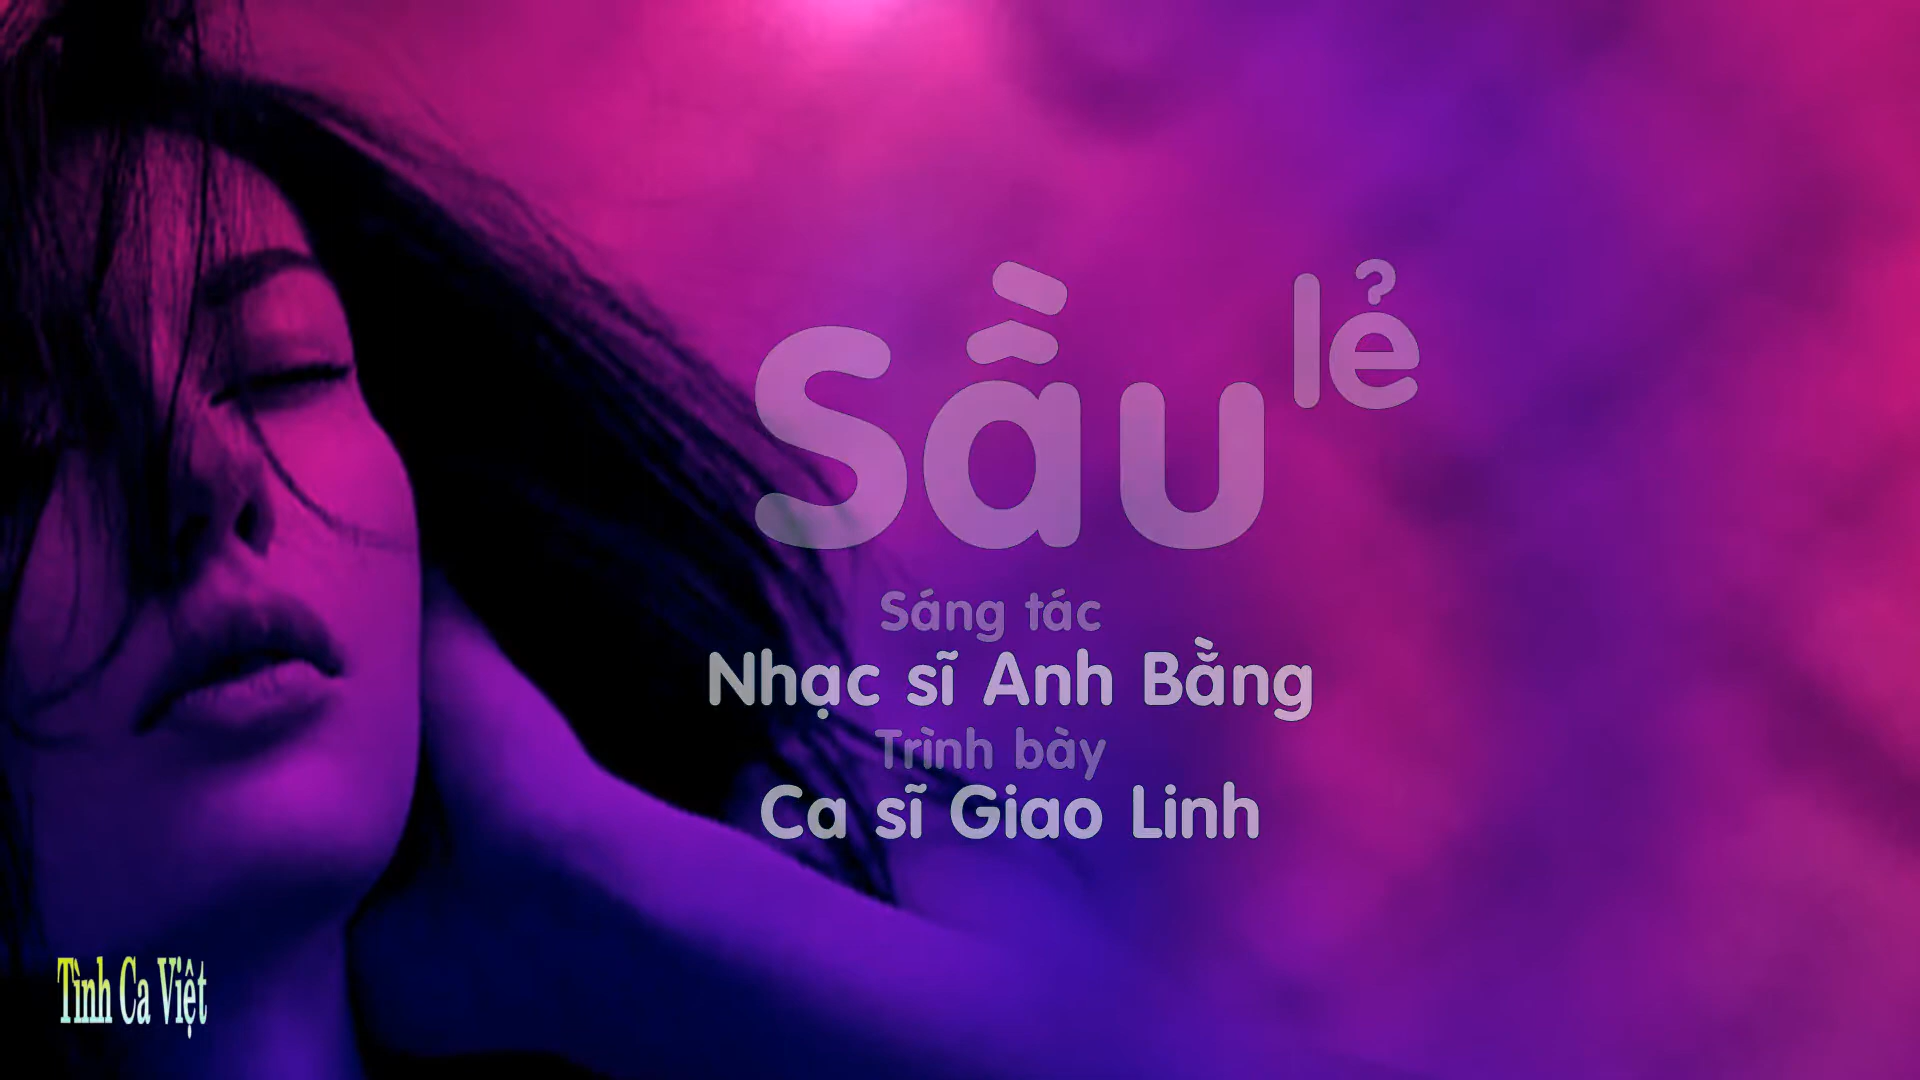 Sầu lẻ
Sáng tác
Nhạc sĩ Anh Bằng
Trình bày
Ca sĩ Giao Linh
Tình Ca Việt